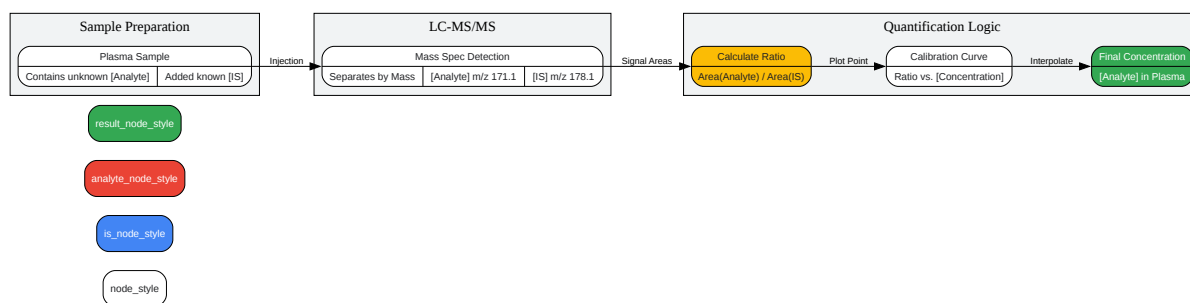 Sample Preparation
Plasma Sample
Contains unknown [Analyte]
Added known [IS]
Injection
LC-MS/MS
Mass Spec Detection
Separates by Mass
[Analyte] m/z 171.1
[IS] m/z 178.1
Signal Areas
Quantification Logic
Calculate Ratio
Area(Analyte) / Area(IS)
Plot Point
Calibration Curve
Ratio vs. [Concentration]
Interpolate
Final Concentration
[Analyte] in Plasma
result_node_style
analyte_node_style
is_node_style
node_style